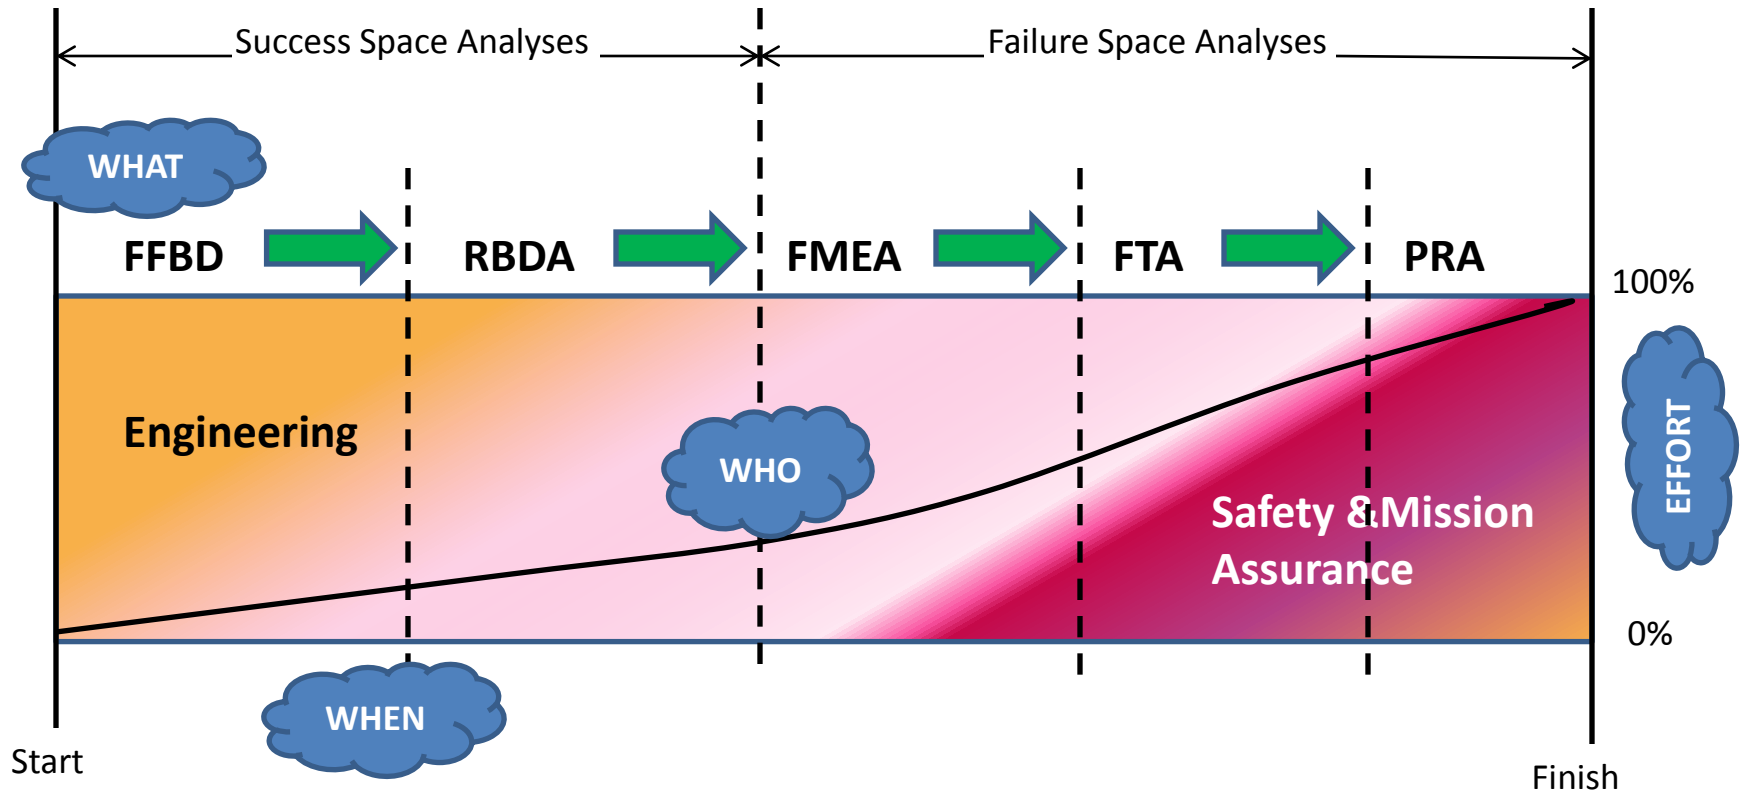 Success Space Analyses
Failure Space Analyses
WHAT
FFBD
RBDA
FMEA
FTA
PRA
100%
Engineering
WHO
EFFORT
Safety &Mission
Assurance
0%
WHEN
Start
Finish